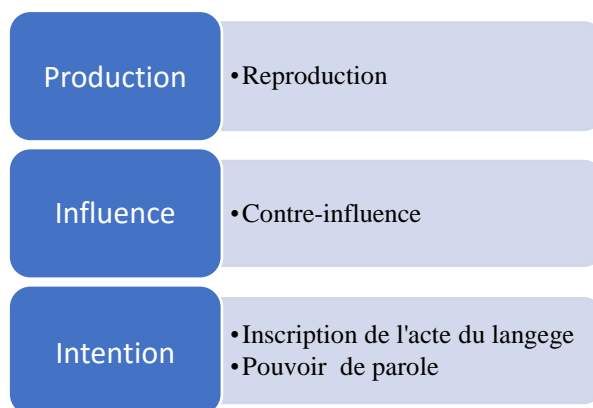 Production
•Reproduction
Influence
•Contre-influence
Intention
•Inscription de l'acte du langege
•Pouvoir de parole